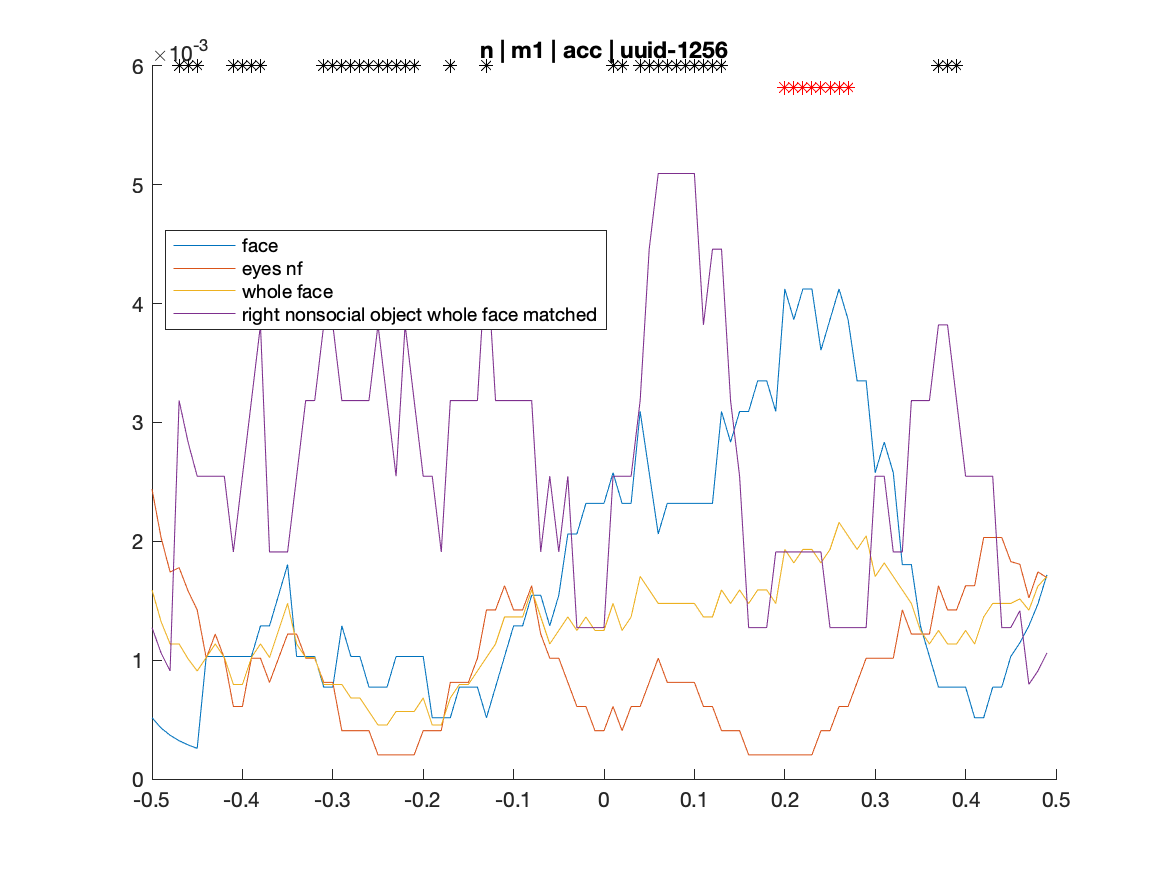 ×10-3
n | m1 | acc | uuid-1256
6
5
4
3
2
1
0
face
eyes nf
whole face
right nonsocial object whole face matched
-0.5 -0.4 -0.3 -0.2 -0.1 0 0.1 0.2 0.3 0.4 0.5